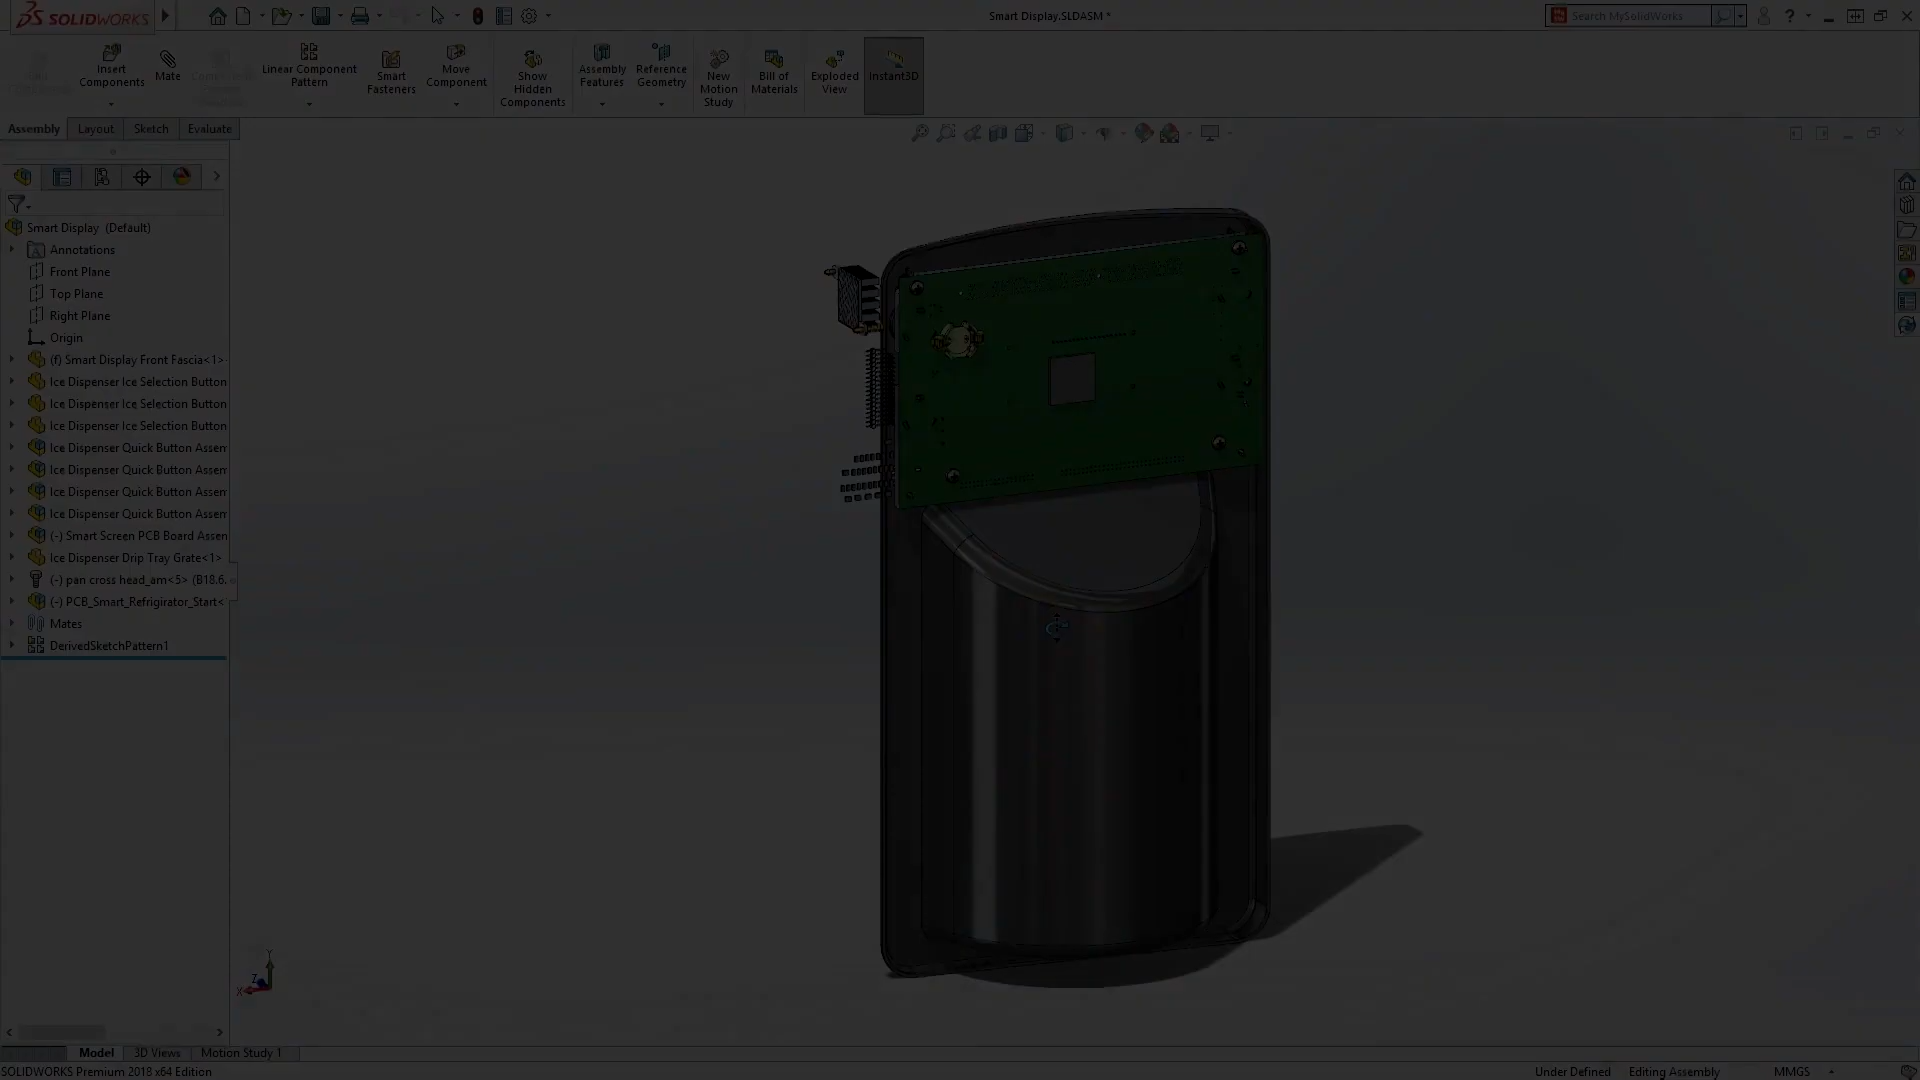 SOLIDWORKS
Smart Display.SLDASM *
Search MySolidWorks
Insert Components
Mate
Linear Component Pattern
Smart Fasteners
Move Component
Show Hidden Components
Assembly Features
Reference Geometry
New Motion Study
Bill of Materials
Exploded View
Instant3D
Assembly Layout Sketch Evaluate
Smart Display (Default)
Annotations
Front Plane
Top Plane
Right Plane
Origin
(f) Smart Display Front Fascia<1>
Ice Dispenser Ice Selection Button
Ice Dispenser Ice Selection Button
Ice Dispenser Ice Selection Button
Ice Dispenser Quick Button Assem
Ice Dispenser Quick Button Assem
Ice Dispenser Quick Button Assem
Ice Dispenser Quick Button Assem
(-) Smart Screen PCB Board Assem
Ice Dispenser Drip Tray Grate<1>
(-) pan cross head_am<5> (B18.6.
(-) PCB_Smart_Refrigirator_Start<
Mates
DerivedSketchPattern1
Y
Z
X
Model 3D Views Motion Study 1
SOLIDWORKS Premium 2018 x64 Edition
Under Defined Editing Assembly MMGS